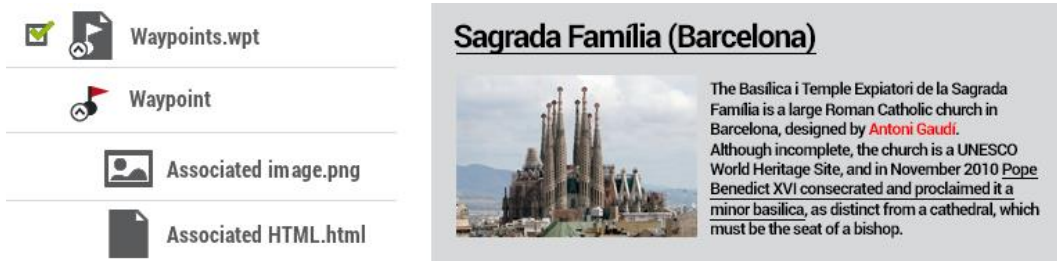 Waypoints.wpt
Waypoint
Associated image.png
Associated HTML.html
Sagrada Família (Barcelona)
The Basílica i Temple Expiatori de la Sagrada
Família is a large Roman Catholic church in
Barcelona, designed by Antoni Gaudí.
Although incomplete, the church is a UNESCO
World Heritage Site, and in November 2010 Pope
Benedict XVI consecrated and proclaimed it a
minor basilica, as distinct from a cathedral, which
must be the seat of a bishop.